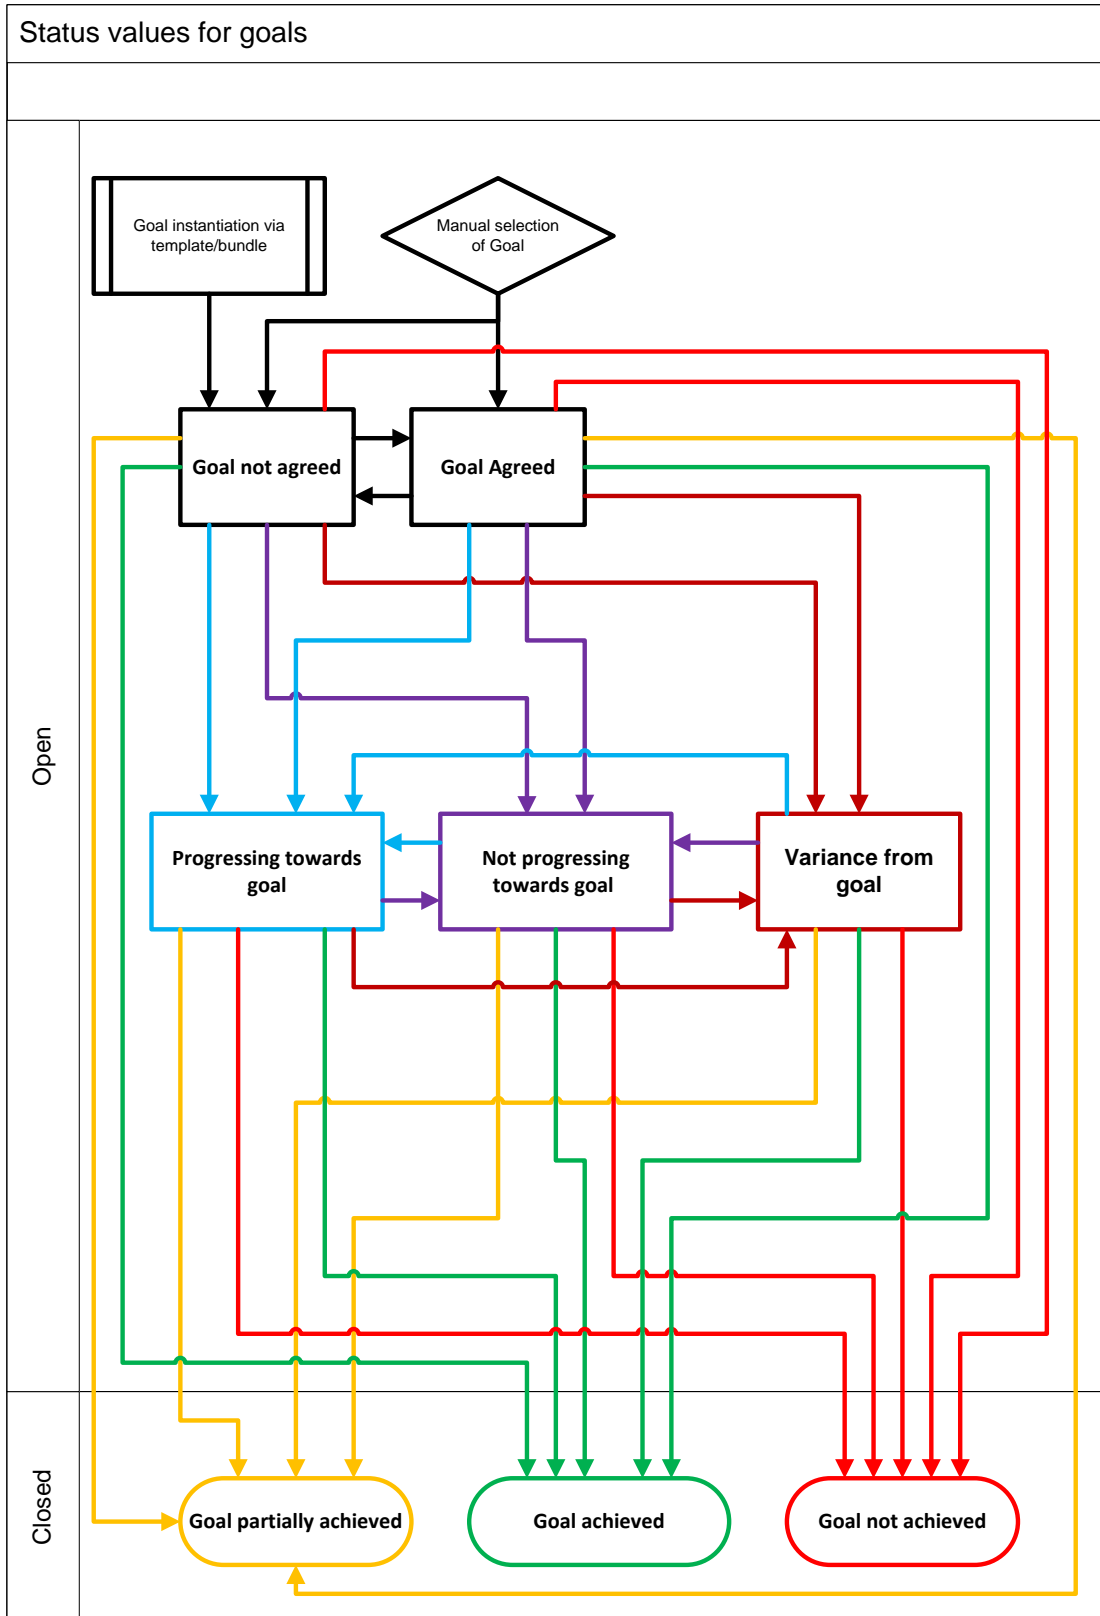 Status values for goals
Goal instantiation via
template/bundle
Manual selection
of Goal
Goal not agreed
Goal Agreed
Open
Progressing towards
goal
Not progressing
towards goal
Variance from
goal
Closed
Goal partially achieved
Goal achieved
Goal not achieved